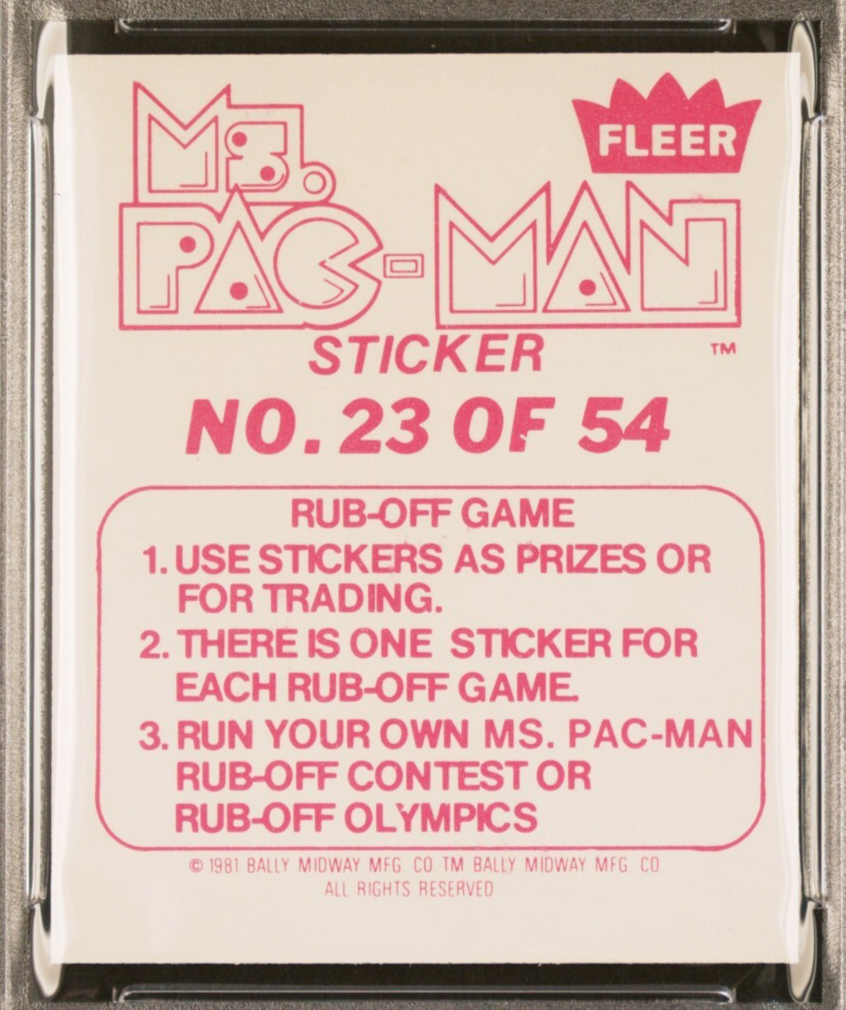 Ms.
FLEER
PAC-MAN
STICKER
TM
NO. 23 OF 54
RUB-OFF GAME
1. USE STICKERS AS PRIZES OR
FOR TRADING.
2. THERE IS ONE STICKER FOR
EACH RUB-OFF GAME.
3. RUN YOUR OWN MS. PAC-MAN
RUB-OFF CONTEST OR
RUB-OFF OLYMPICS
© 1981 BALLY MIDWAY MFG. CO. TM BALLY MIDWAY MFG. CO.
ALL RIGHTS RESERVED